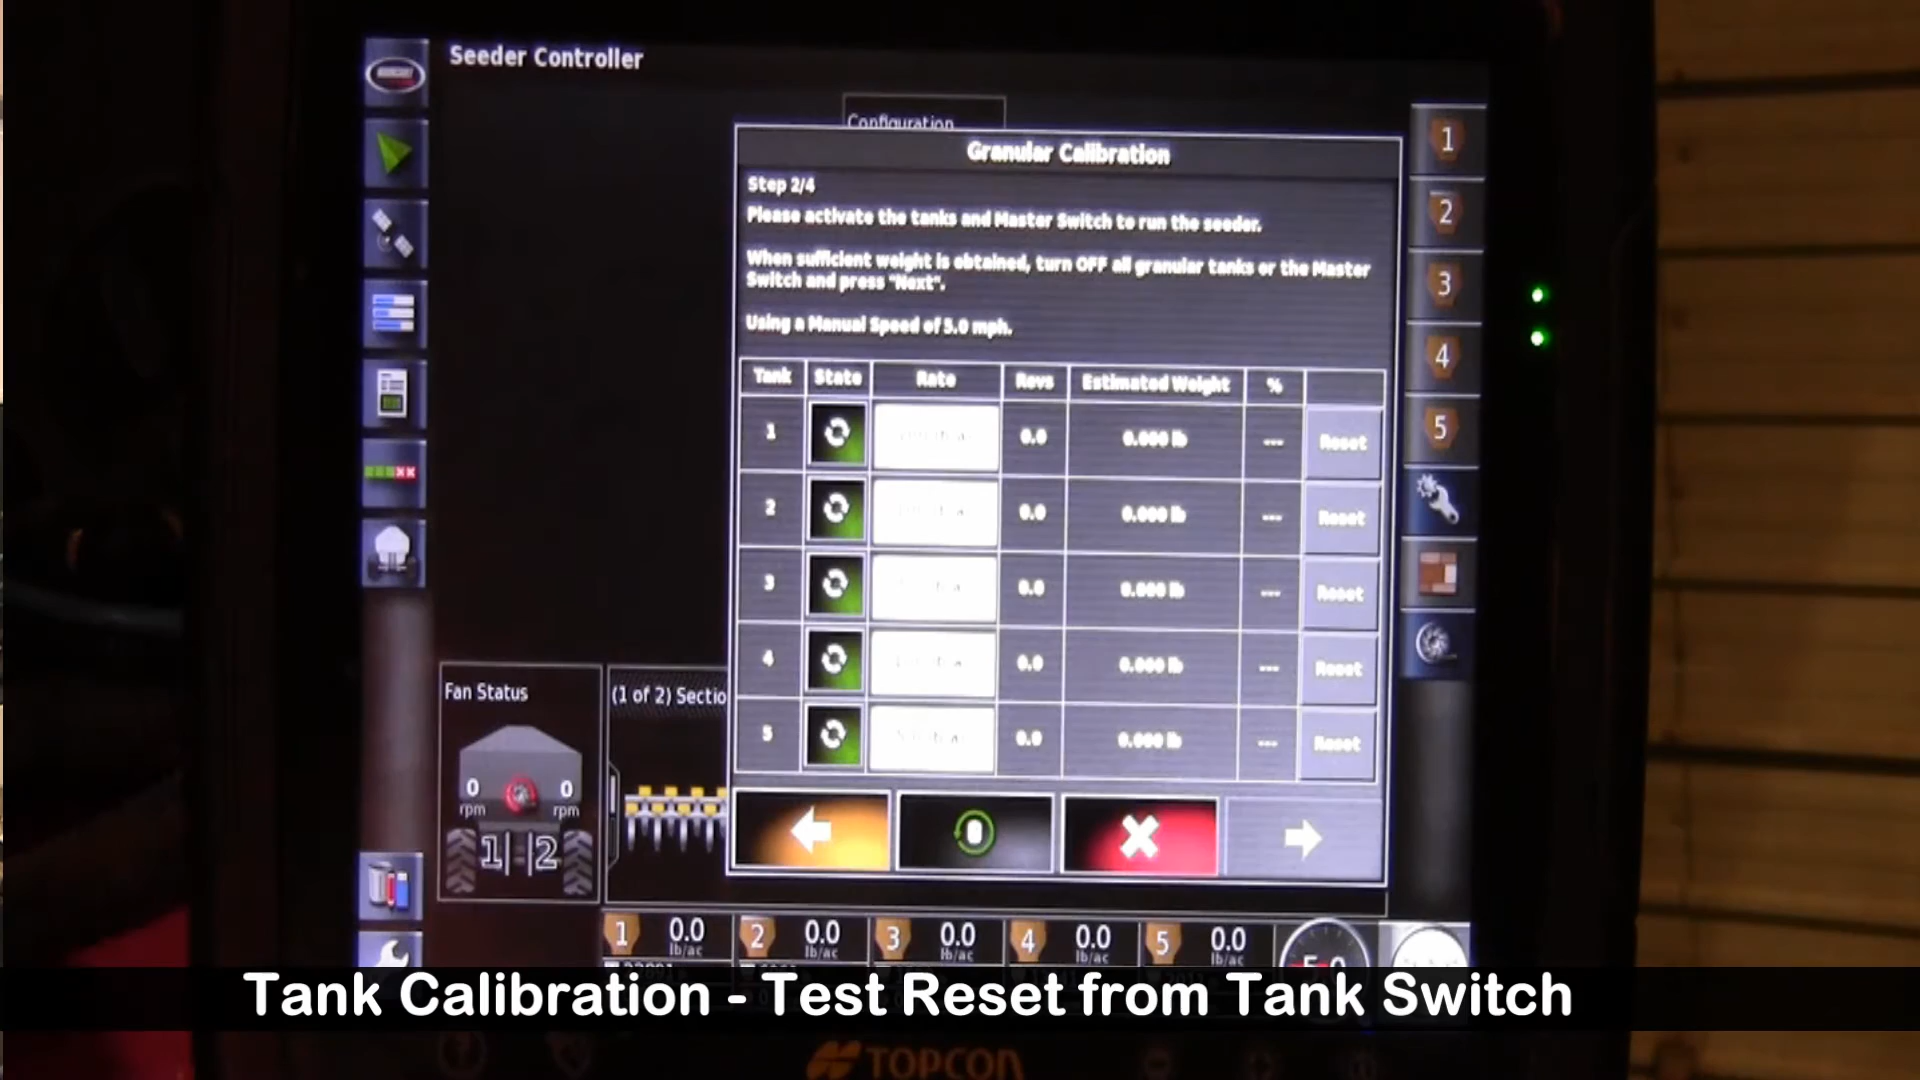 Seeder Controller
Configuration
Granular Calibration
Step 2/4
Please activate the tanks and Master Switch to run the seeder.
When sufficient weight is obtained, turn OFF all granular tanks or the Master
Switch and press "Next".
Using a Manual Speed of 5.0 mph.
Tank State Rate Revs Estimated Weight %
1 0.0 0.000 lb --- Reset
2 0.0 0.000 lb --- Reset
3 0.0 0.000 lb --- Reset
4 0.0 0.000 lb --- Reset
5 0.0 0.000 lb --- Reset
1
2
3
4
5
Fan Status
0 rpm
0 rpm
1 2
(1 of 2) Sectio
1 0.0 lb/ac
2 0.0 lb/ac
3 0.0 lb/ac
4 0.0 lb/ac
5 0.0 lb/ac
5.0
Tank Calibration - Test Reset from Tank Switch
TOPCON